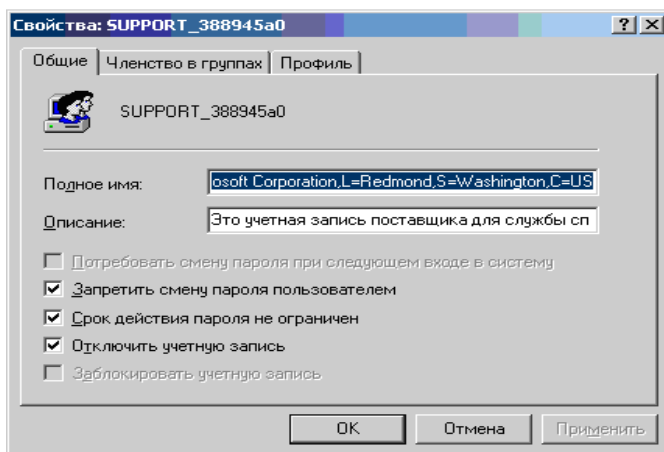 Свойства: SUPPORT_388945a0
Общие Членство в группах Профиль
SUPPORT_388945a0
Полное имя: osoft Corporation,L=Redmond,S=Washington,C=US
Описание: Это учетная запись поставщика для службы сп
Потребовать смену пароля при следующем входе в систему
Запретить смену пароля пользователем
Срок действия пароля не ограничен
Отключить учетную запись
Заблокировать учетную запись
OK Отмена Применить